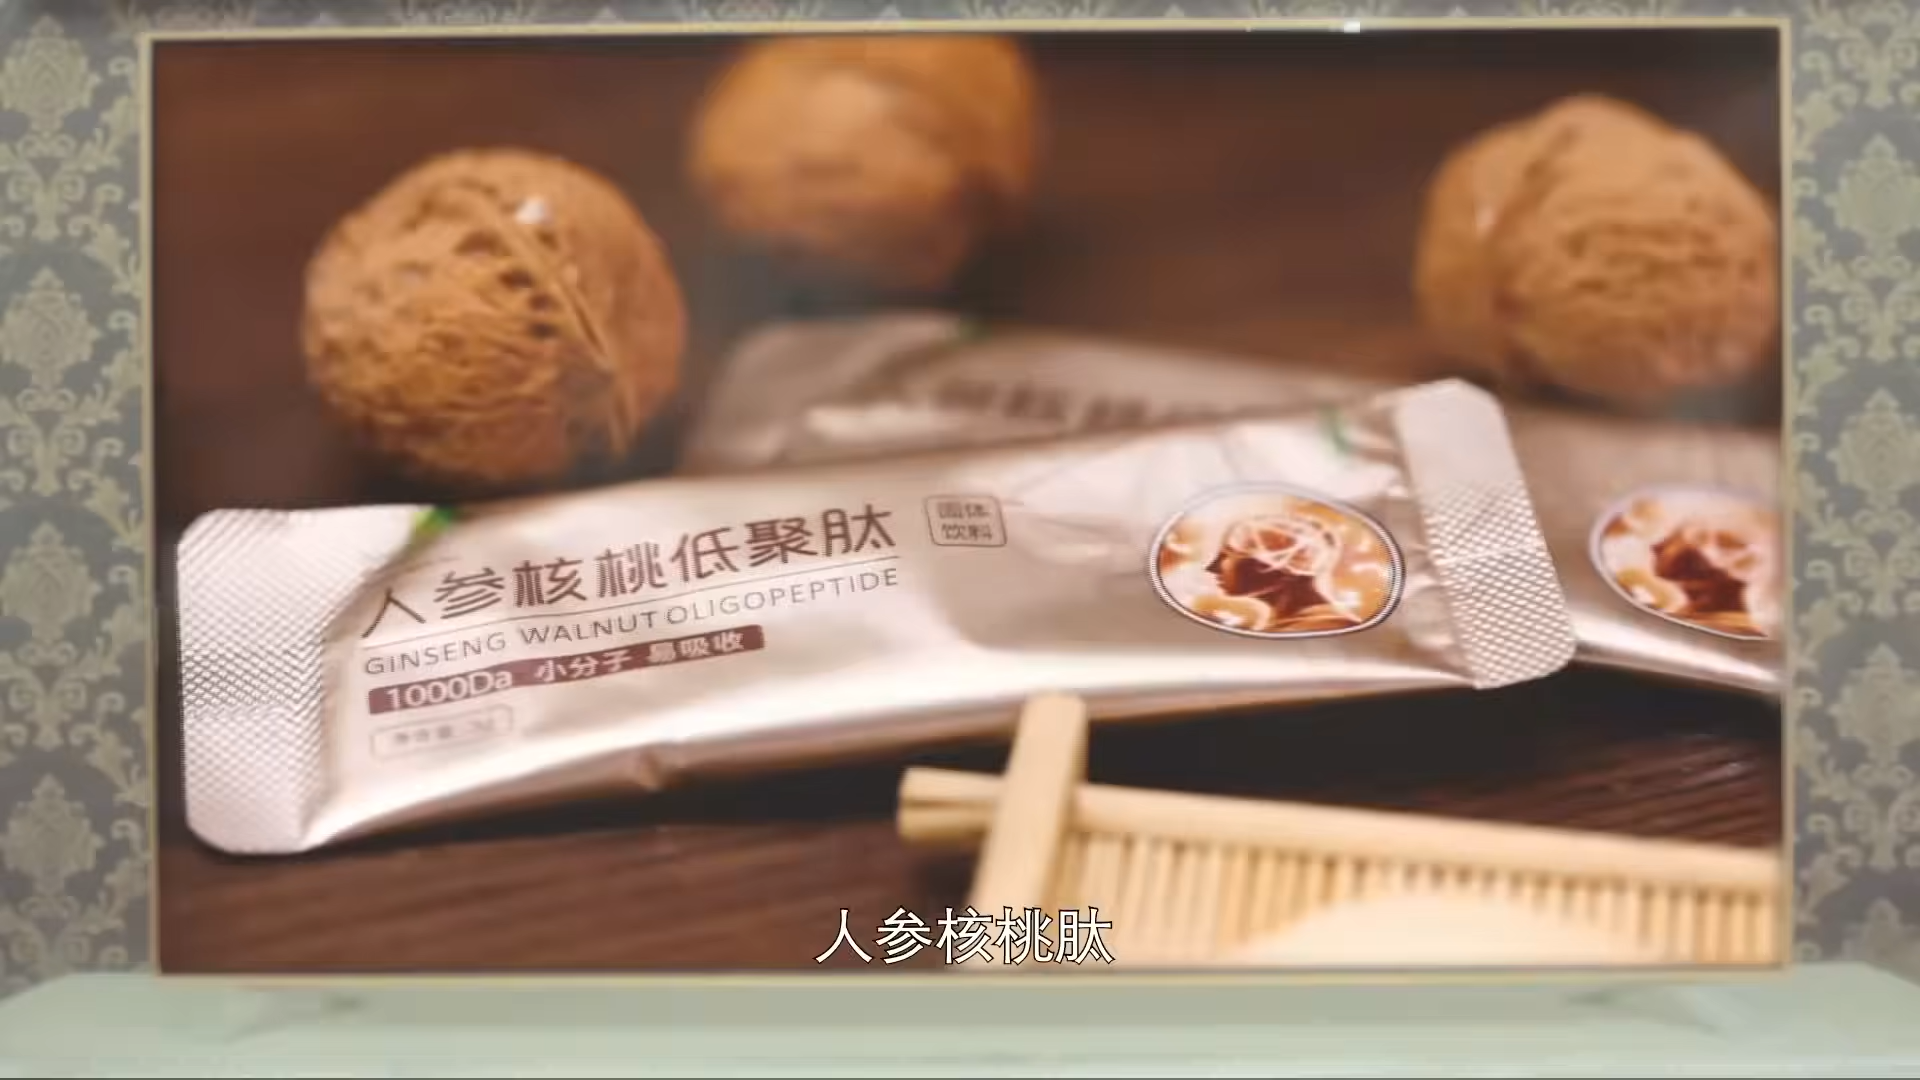 人参核桃低聚肽
固体
饮料
GINSENG WALNUT OLIGOPEPTIDE
1000Da 小分子 易吸收
人参核桃肽